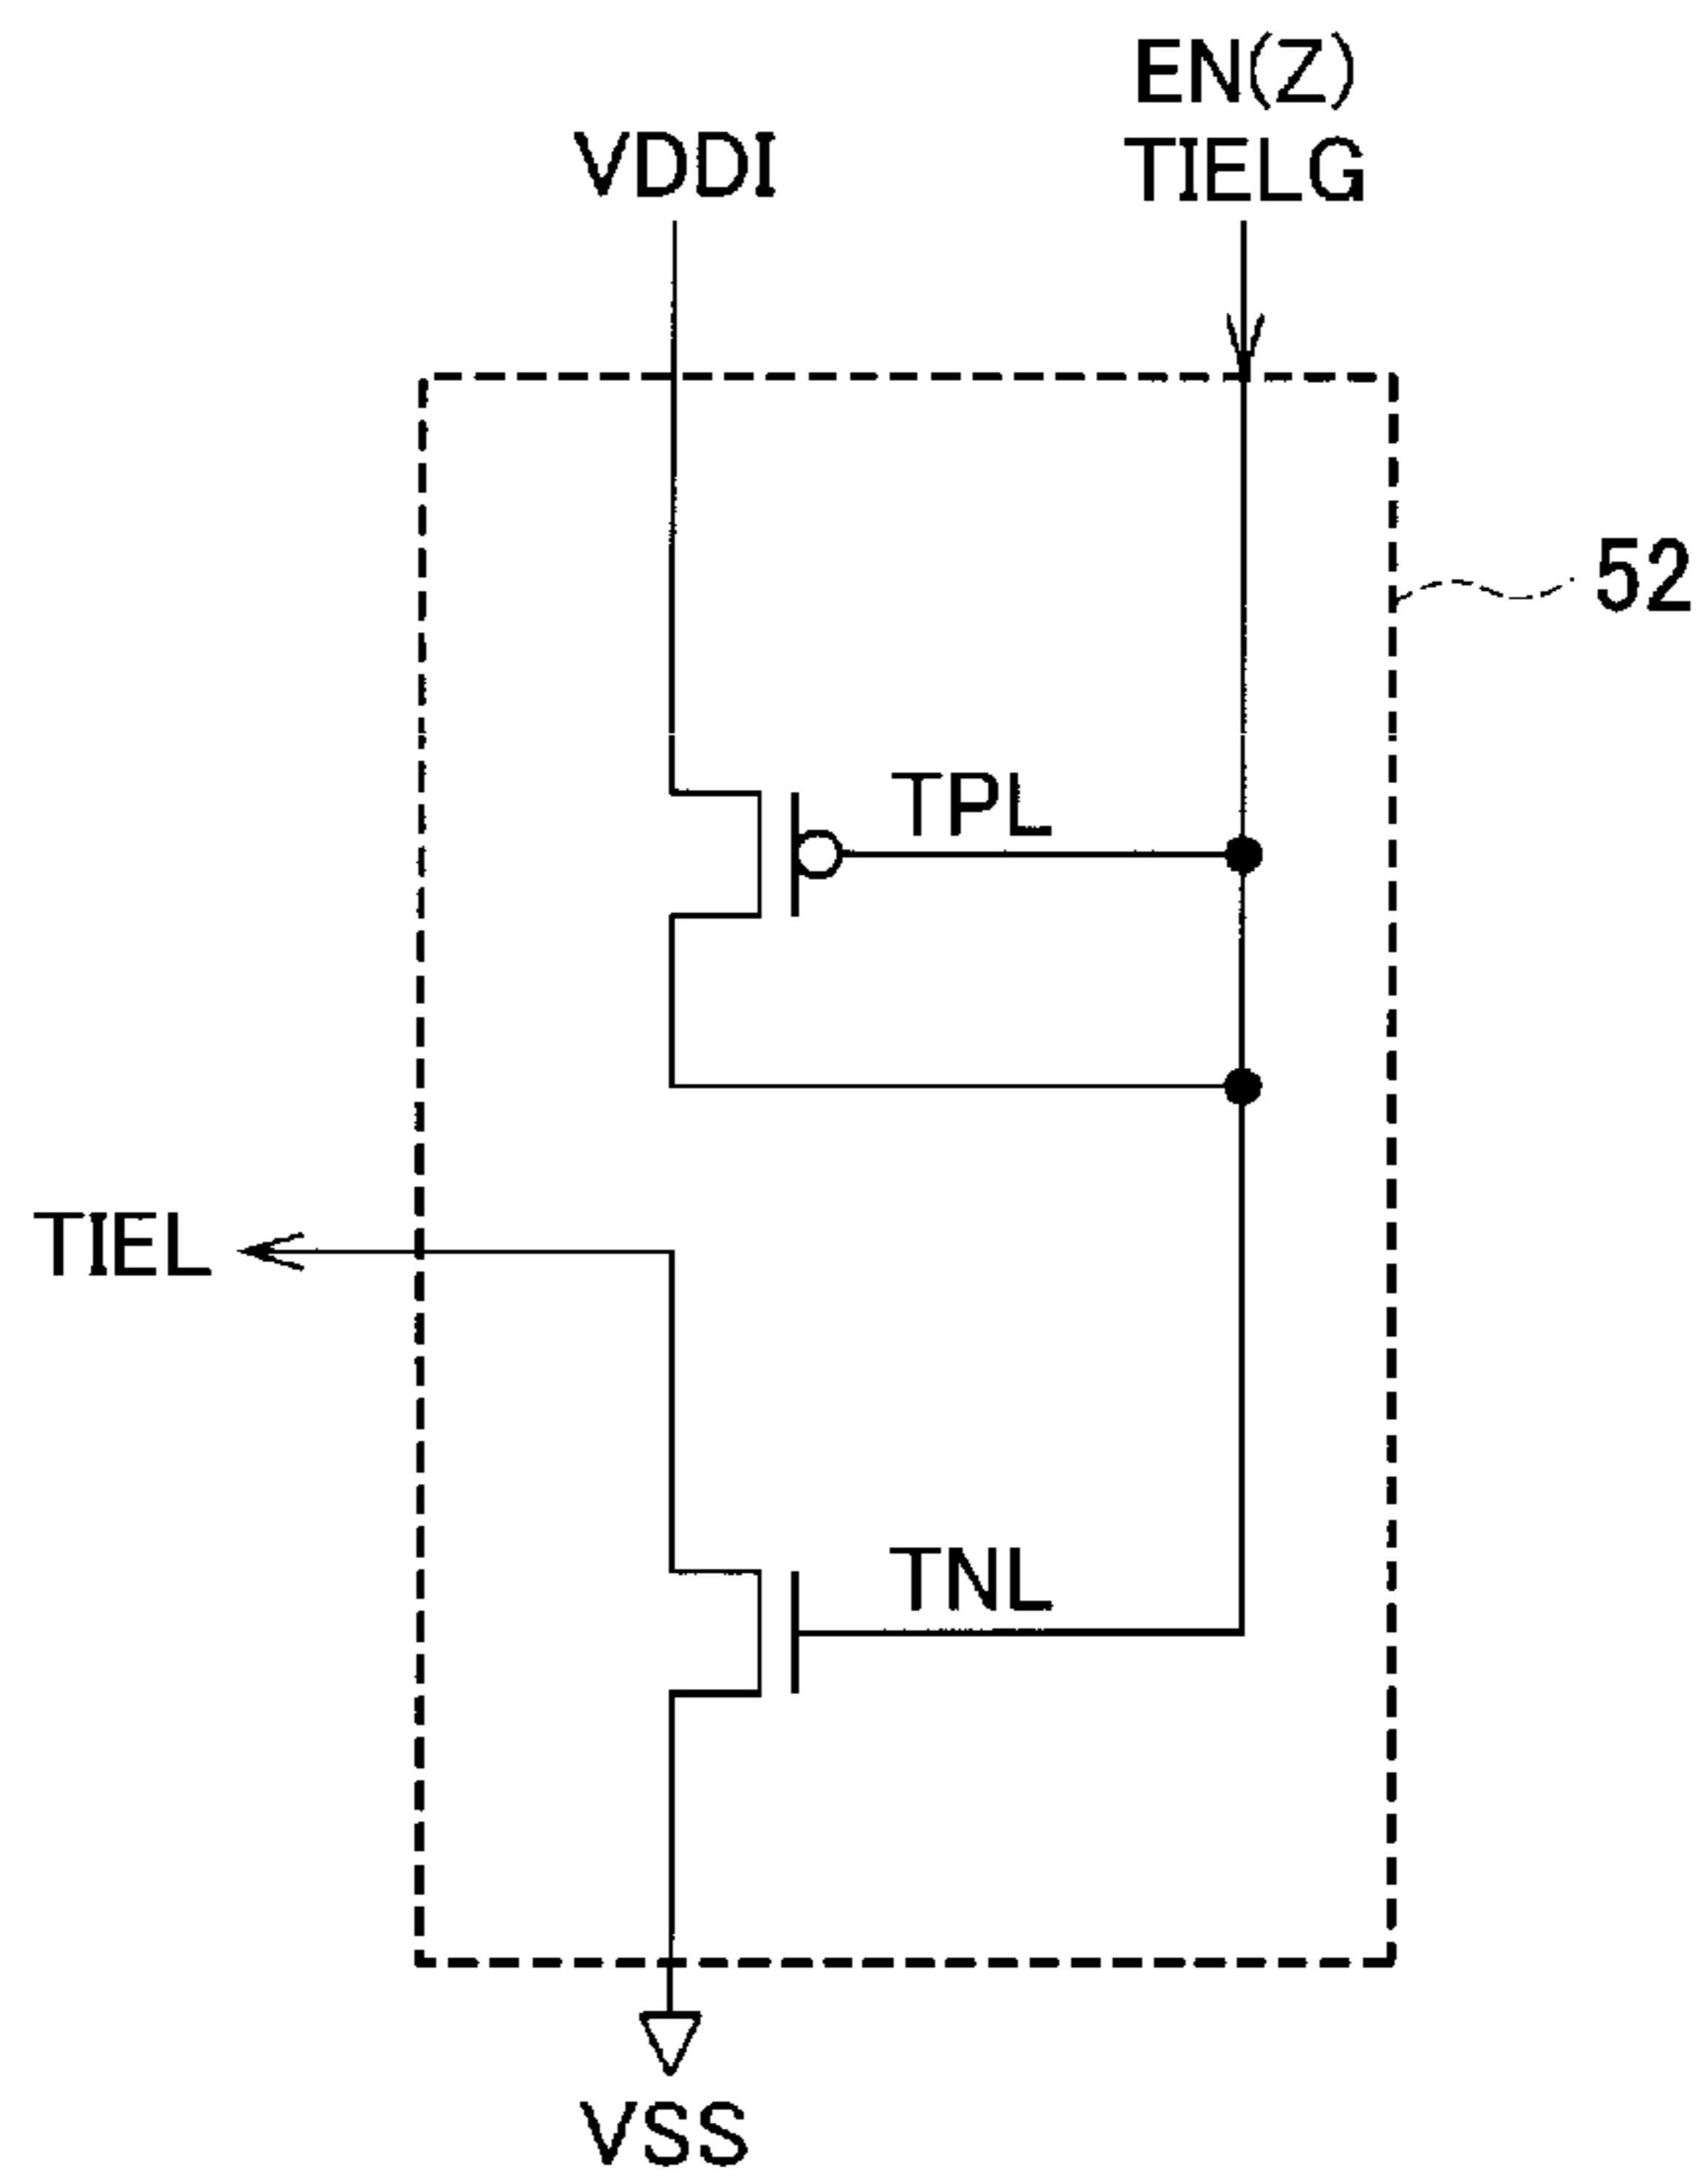 EN(Z)
VDDI
TIELG
52
TPL
TIEL
TNL
VSS